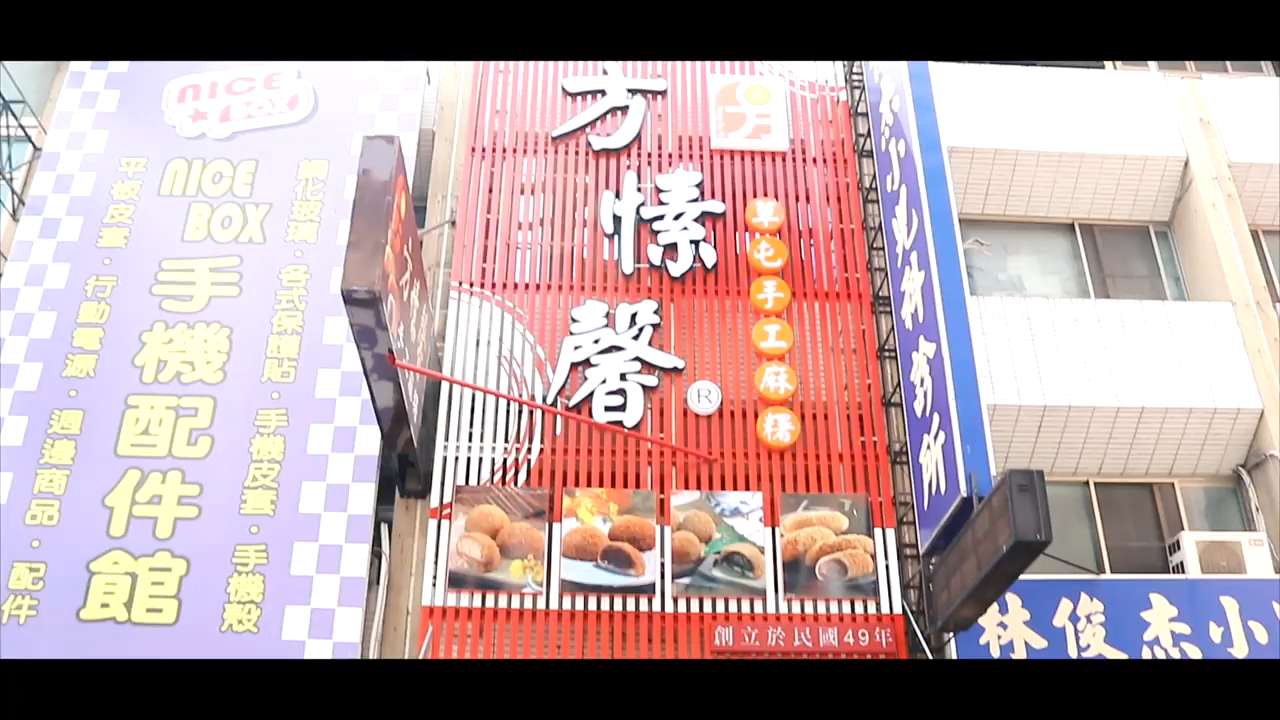 NICE
BOX
NICE
BOX
手機配件館
平板皮套·行動電源·週邊商品·配件
鋼化玻璃·各式保護貼·手機皮套·手機殼
方愫馨
®
草屯手工麻糬
創立於民國49年
林俊杰小